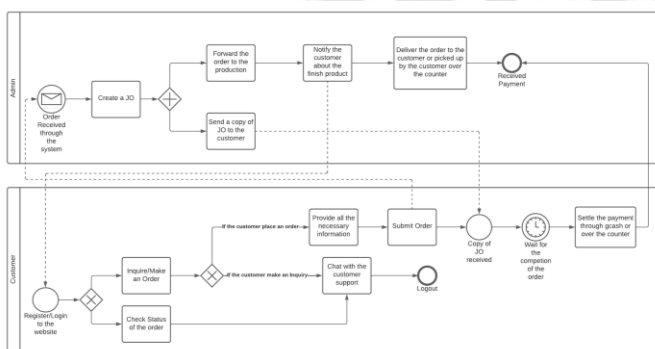 Admin
Order
Received
through
the
system
Create a JO
Forward the
order to the
production
Notify the
customer
about the
finish product
Deliver the order to the
customer or picked up
by the customer over
the counter
Received
Payment
Send a copy of
JO to the
customer
Customer
Register/Login
to the
website
Inquire/Make
an Order
Check Status
of the order
If the customer place an order
If the customer make an Inquiry
Provide all the
necessary
information
Submit Order
Chat with the
customer
support
Logout
Copy of
JO
received
Wait for
the
competion
of the
order
Settle the payment
through gcash or
over the counter